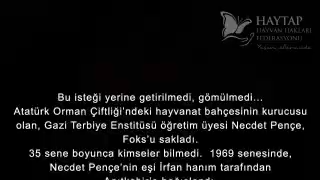 HAYTAP
HAYVAN HAKLARI
FEDERASYONU
Bu isteği yerine getirilmedi, gömülmedi...
Atatürk Orman Çiftliği'ndeki hayvanat bahçesinin kurucusu
olan, Gazi Terbiye Enstitüsü öğretim üyesi Necdet Pençe,
Foks'u sakladı.
35 sene boyunca kimseler bilmedi. 1969 senesinde,
Necdet Pençe'nin eşi İrfan hanım tarafından